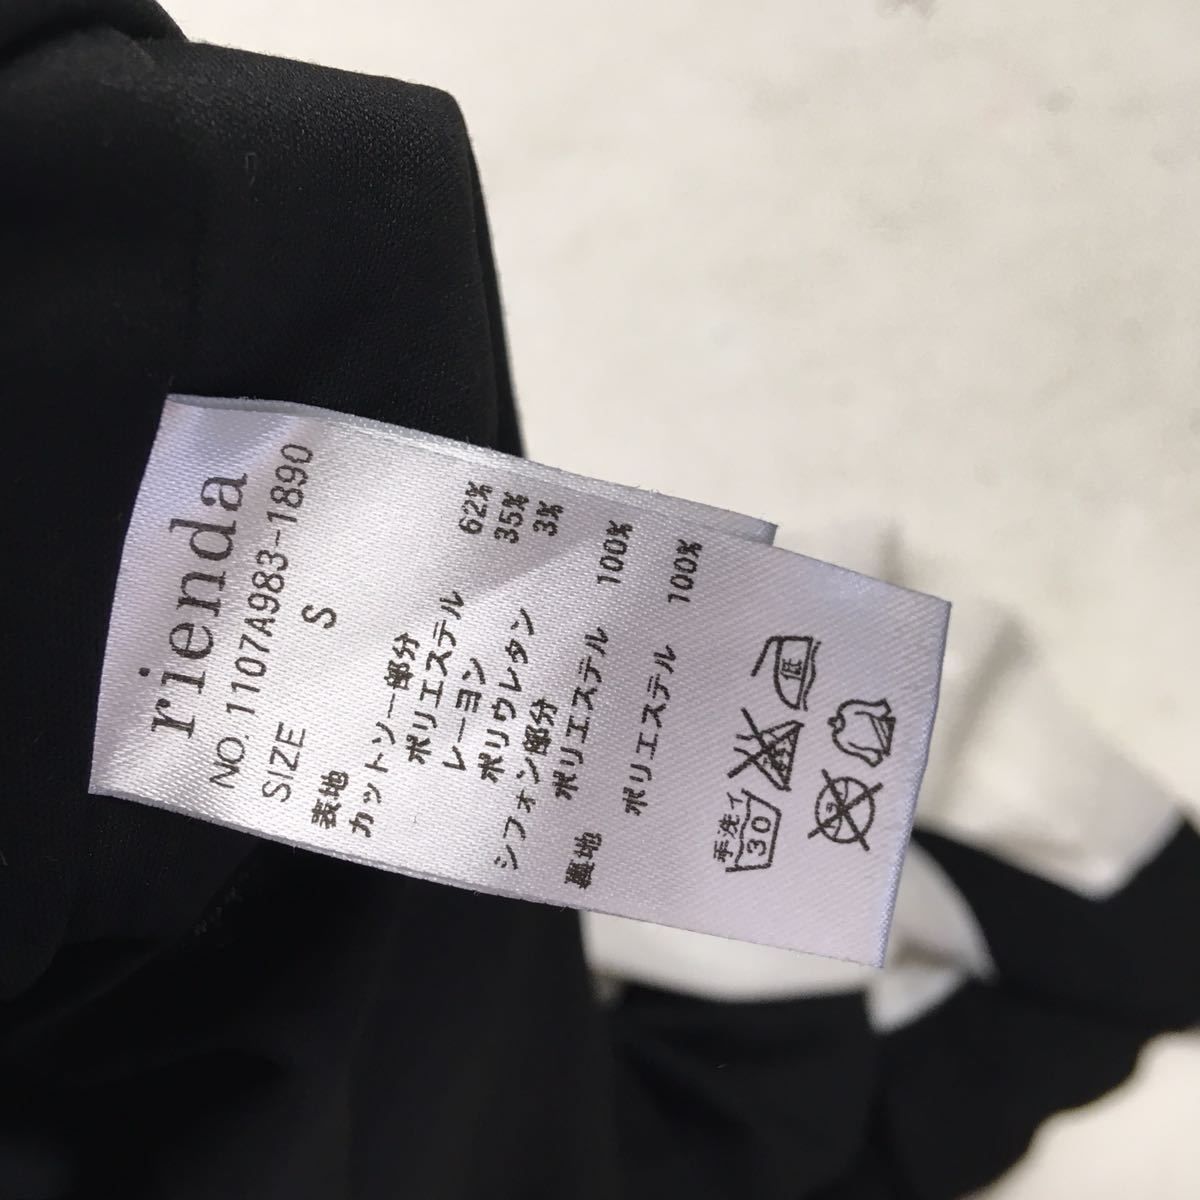 rienda
NO. 1107A983-1890
SIZE S
表地
カットソー部分
ポリエステル 62%
レーヨン 35%
ポリウレタン 3%
シフォン部分
ポリエステル 100%
裏地
ポリエステル 100%
手洗イ
30
低